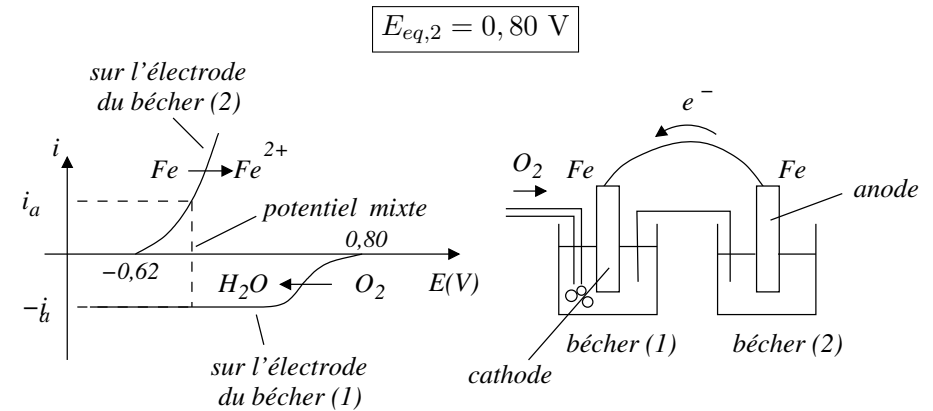 E_{eq,2} = 0, 80 V
sur l'électrode
du bécher (2)
i
Fe → Fe^{2+}
i_a
potentiel mixte
0,80
−0,62
H_2O ← O_2
E(V)
−i_a
sur l'électrode
du bécher (1)
e^−
O_2
Fe
Fe
anode
bécher (1)
bécher (2)
cathode